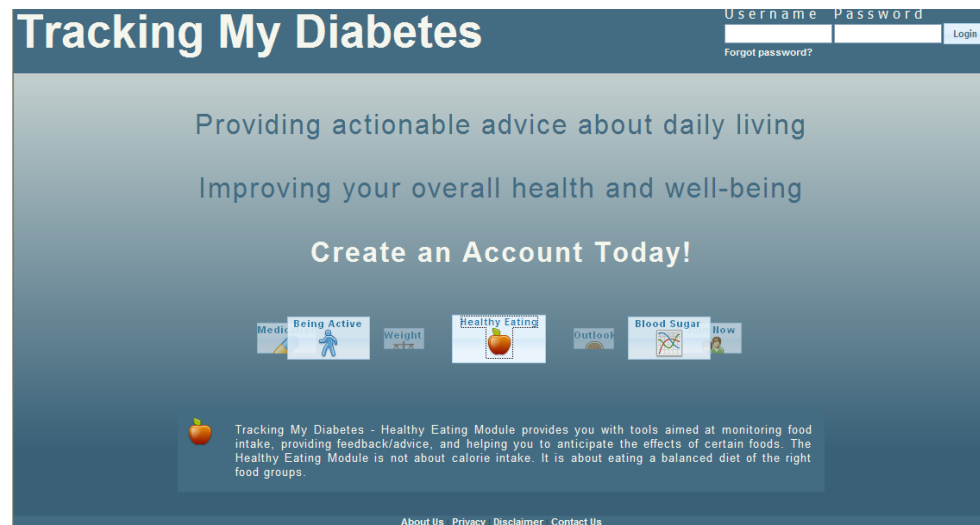 Tracking My Diabetes
Username Password
Login
Forgot password?
Providing actionable advice about daily living
Improving your overall health and well-being
Create an Account Today!
Being Active
Weight
Healthy Eating
Outlook
Blood Sugar
Now
Tracking My Diabetes - Healthy Eating Module provides you with tools aimed at monitoring food
intake, providing feedback/advice, and helping you to anticipate the effects of certain foods. The
Healthy Eating Module is not about calorie intake. It is about eating a balanced diet of the right
food groups.
About Us Privacy Disclaimer Contact Us